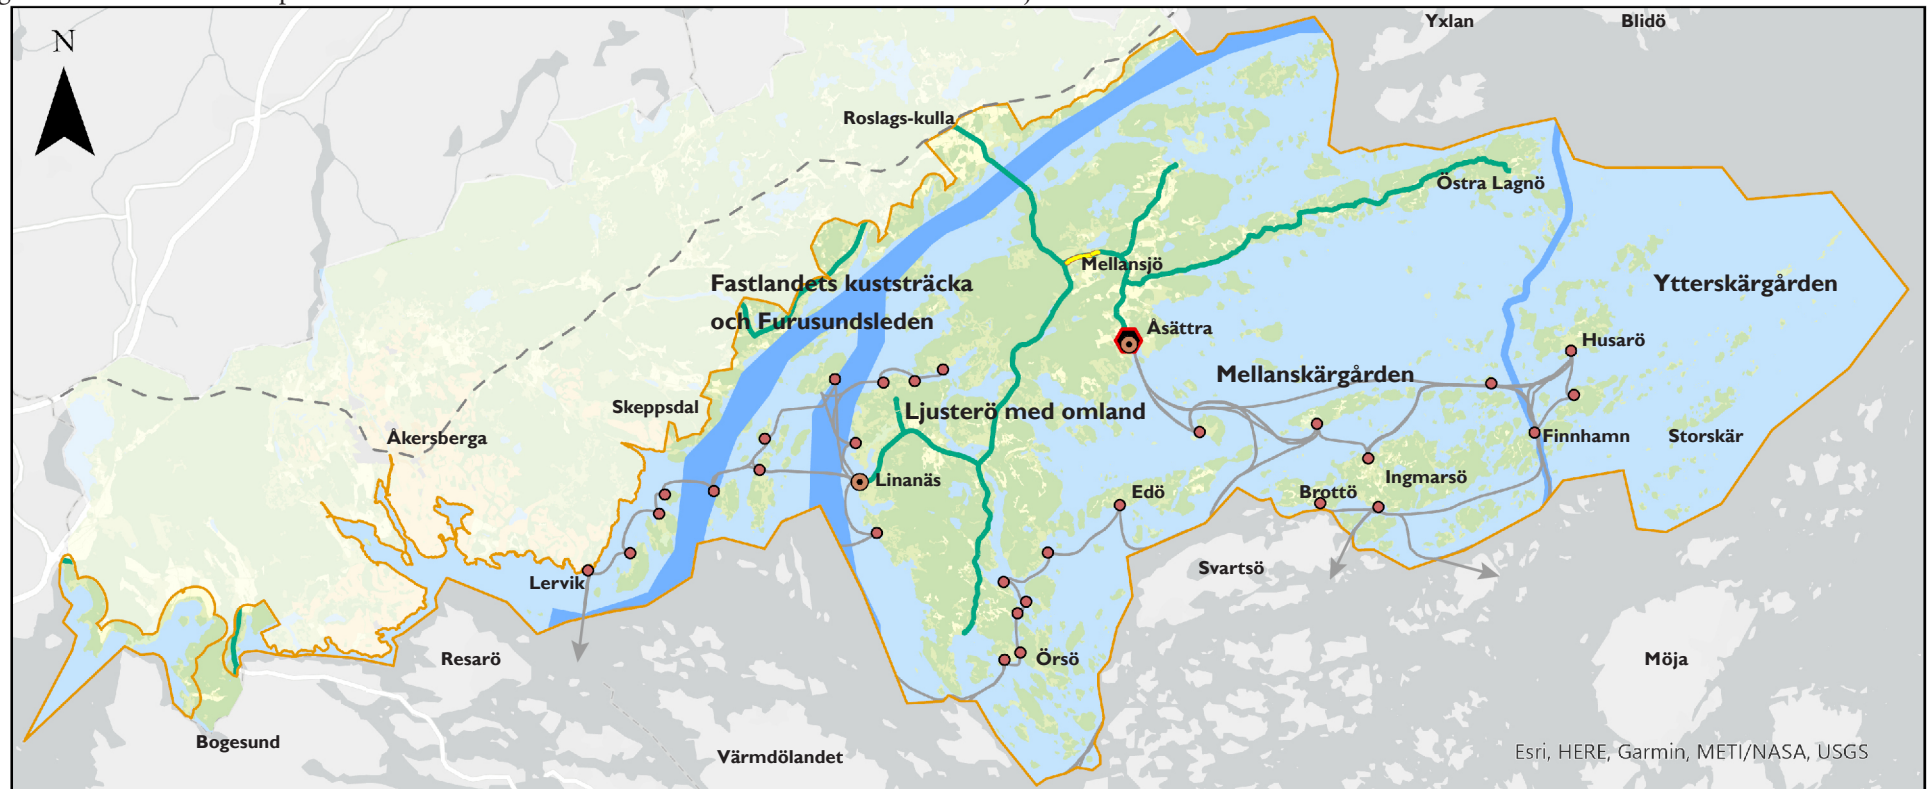 N
Yxlan
Blidö
Roslags-kulla
Östra Lagnö
Mellansjö
Fastlandets kuststräcka
och Furusundsleden
Ytterskärgården
Åsättra
Husarö
Mellanskärgården
Skeppsdal
Ljusterö med omland
Åkersberga
Finnhamn
Storskär
Linanäs
Ingmarsö
Edö
Brottö
Lervik
Svartsö
Resarö
Örsö
Möja
Bogesund
Värmdölandet
Esri, HERE, Garmin, METI/NASA, USGS